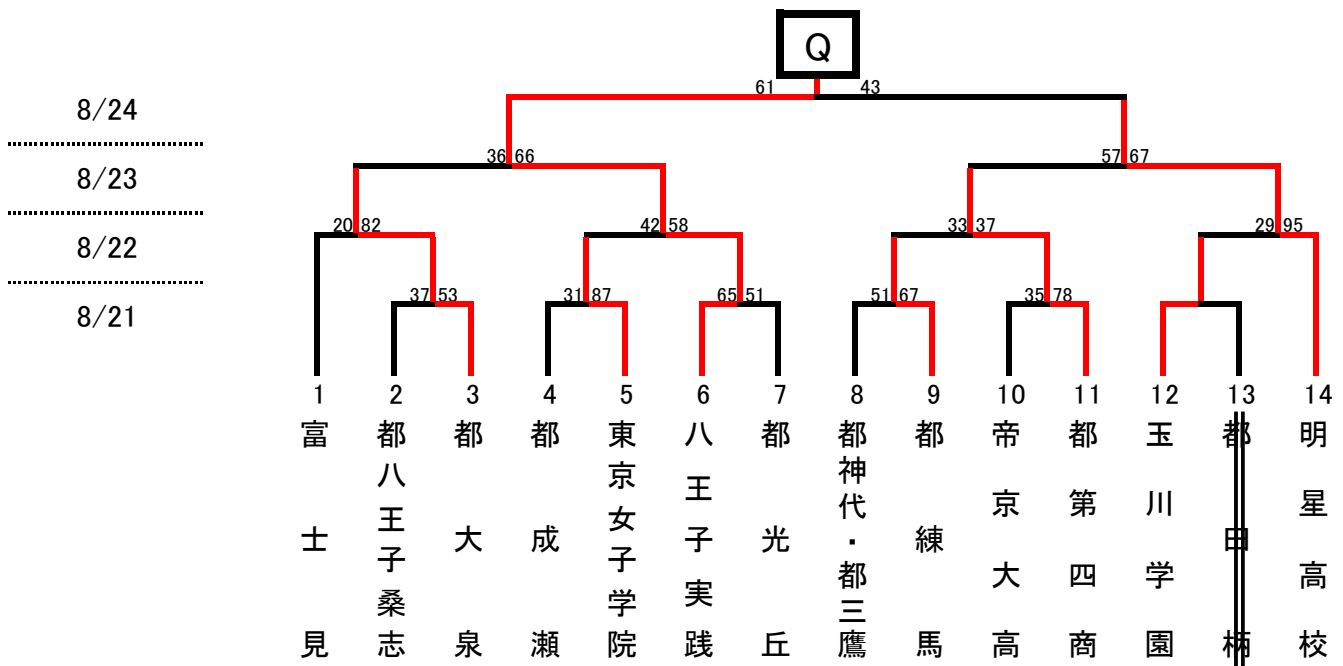 Q
61 43
8/24
36 66 57 67
8/23
20 82 42 58 33 37 29 95
8/22
37 53 31 87 65 51 51 67 35 78
8/21
1 2 3 4 5 6 7 8 9 10 11 12 13 14
富士見
都八王子桑志
都大泉
都成瀬
東京女子学院
八王子実践
都光丘
都神代・都三鷹
都練馬
帝京大高
都第四商
玉川学園
都田柄
明星高校